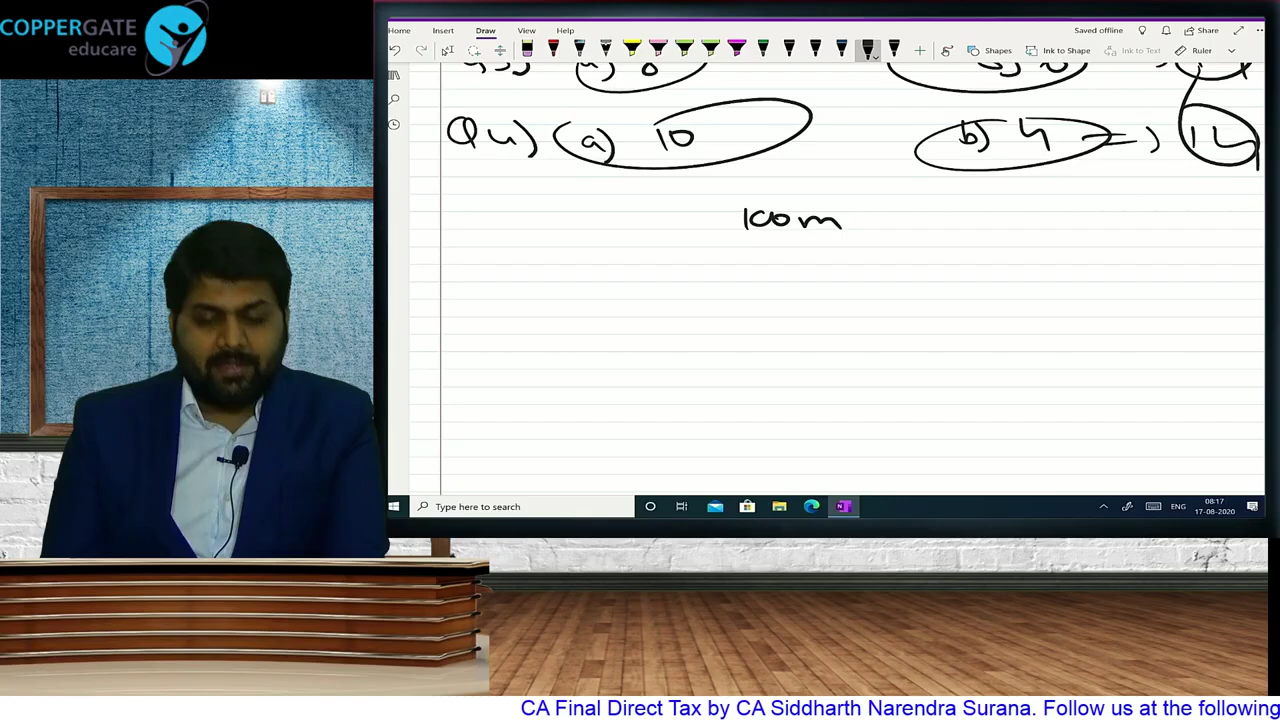 COPPERGATE
educare
Home Insert Draw View Help
Saved offline Share
Shapes Ink to Shape Ink to Text Ruler
Q4) (a) 10 b) 4 => 14
100 m
Type here to search
ENG
08:17
17-08-2020
CA Final Direct Tax by CA Siddharth Narendra Surana. Follow us at the following